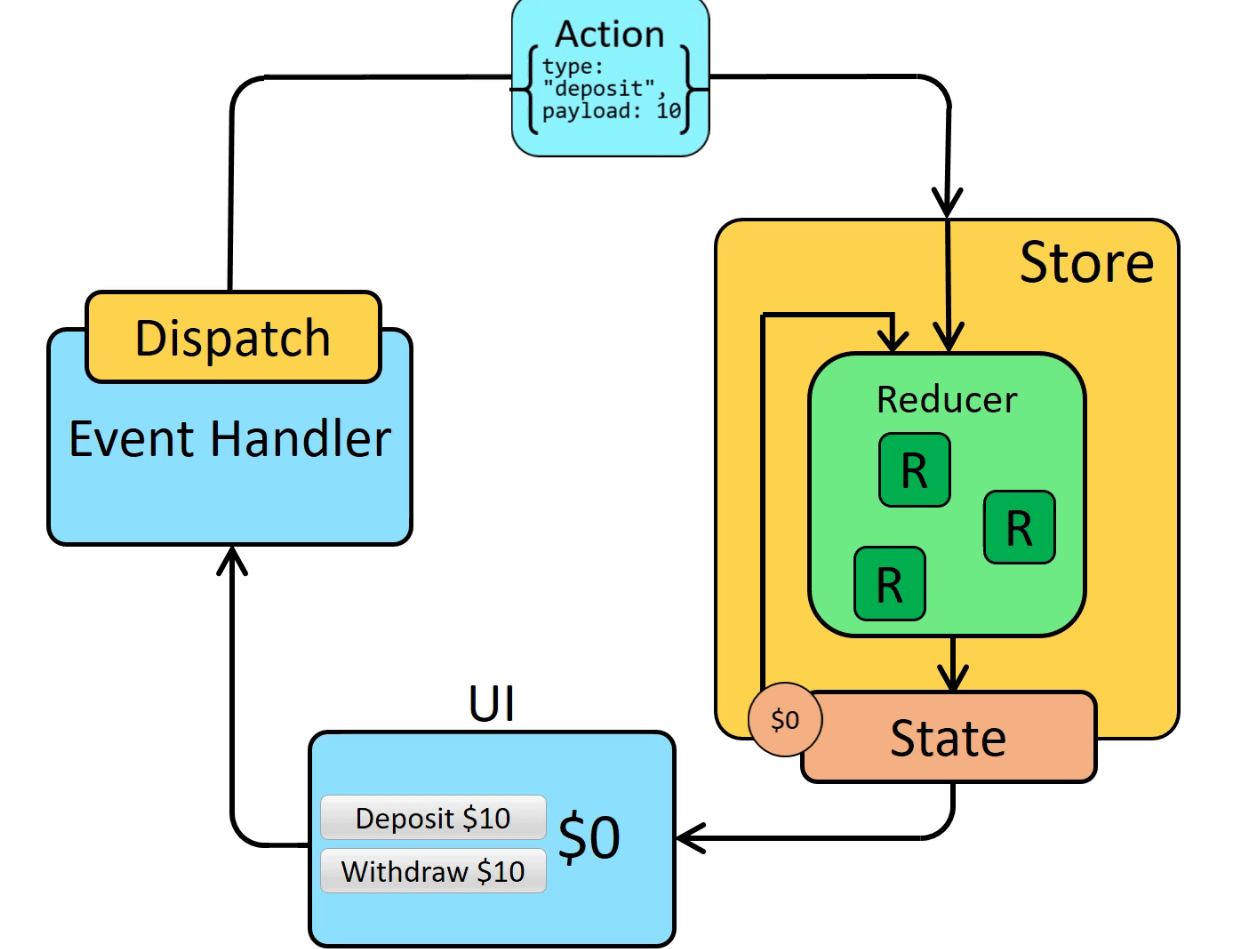 Action
type:
"deposit",
payload: 10
Store
Dispatch
Event Handler
Reducer
R
R
R
$0
State
UI
Deposit $10
$0
Withdraw $10